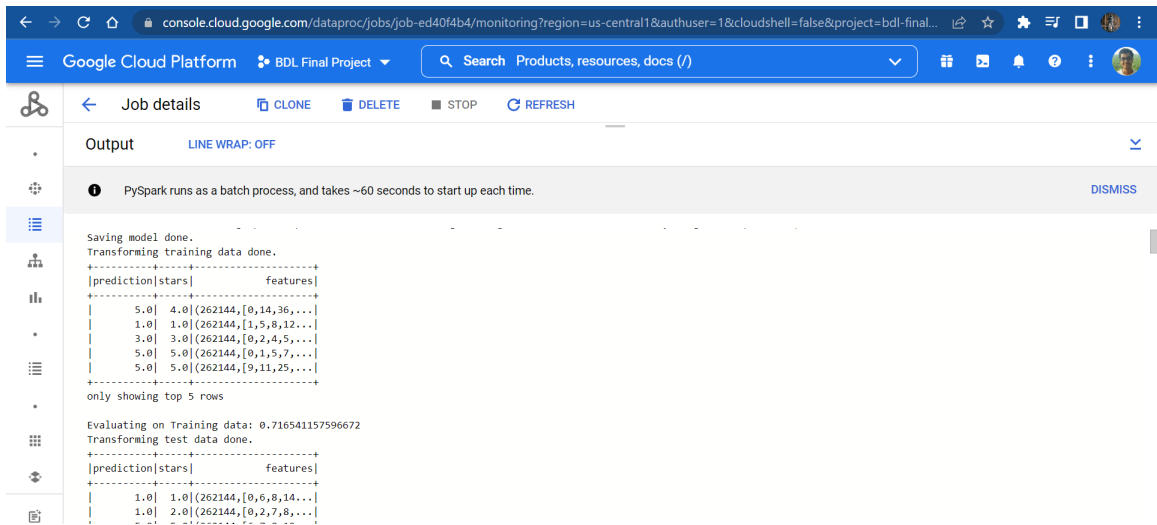 console.cloud.google.com/dataproc/jobs/job-ed40f4b4/monitoring?region=us-central1&authuser=1&cloudshell=false&project=bdl-final...
Google Cloud Platform BDL Final Project Search Products, resources, docs (/)
Job details CLONE DELETE STOP REFRESH
Output LINE WRAP: OFF
PySpark runs as a batch process, and takes ~60 seconds to start up each time. DISMISS
Saving model done.
Transforming training data done.
+----------+-----+--------------------+
|prediction|stars|            features|
+----------+-----+--------------------+
|       5.0|  4.0|(262144,[0,14,36,...|
|       1.0|  1.0|(262144,[1,5,8,12...|
|       3.0|  3.0|(262144,[0,2,4,5,...|
|       5.0|  5.0|(262144,[0,1,5,7,...|
|       5.0|  5.0|(262144,[9,11,25,...|
+----------+-----+--------------------+
only showing top 5 rows
Evaluating on Training data: 0.716541157596672
Transforming test data done.
+----------+-----+--------------------+
|prediction|stars|            features|
+----------+-----+--------------------+
|       1.0|  1.0|(262144,[0,6,8,14...|
|       1.0|  2.0|(262144,[0,2,7,8,...|